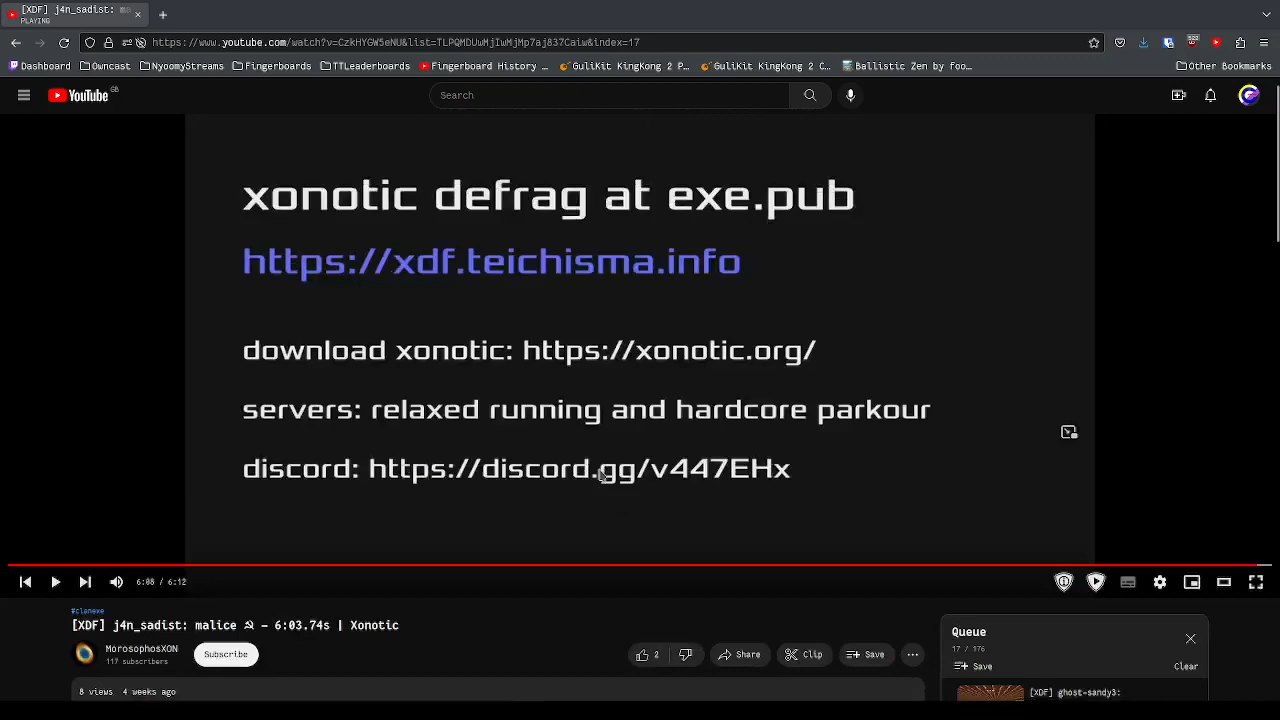 [XDF] j4n_sadist: ma
PLAYING
https://www.youtube.com/watch?v=CzkHYGW5eNU&list=TLPQMDUwMjIwMjMp7aj837Caiw&index=17
Dashboard
Owncast
NyoomyStreams
Fingerboards
TTLeaderboards
Fingerboard History ...
GuliKit KingKong 2 P...
GuliKit KingKong 2 C...
Ballistic Zen by foo...
Other Bookmarks
YouTube GB
Search
xonotic defrag at exe.pub
https://xdf.teichisma.info
download xonotic: https://xonotic.org/
servers: relaxed running and hardcore parkour
discord: https://discord.gg/v447EHx
6:08 / 6:12
#clanexe
[XDF] j4n_sadist: malice ☭ – 6:03.74s | Xonotic
MorosophosXON
117 subscribers
Subscribe
2
Share
Clip
Save
8 views 4 weeks ago
Queue
17 / 176
Save
Clear
[XDF] ghost-sandy3: